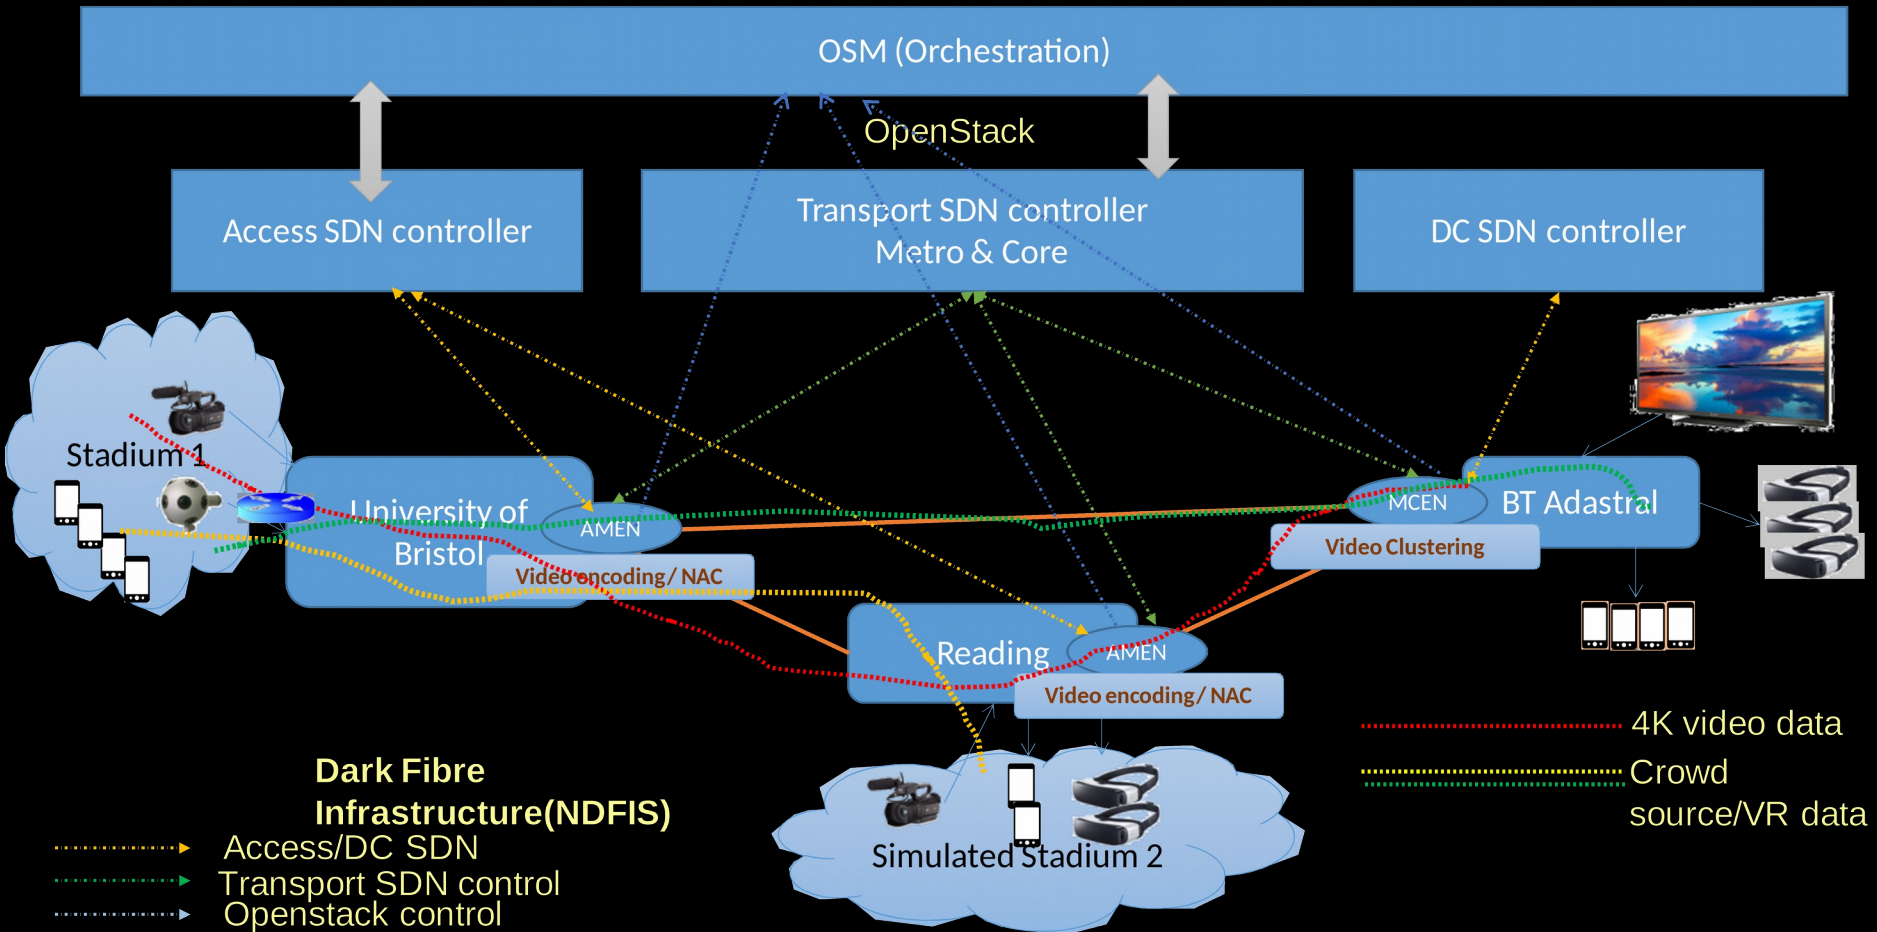 OSM (Orchestration)
OpenStack
Access SDN controller
Transport SDN controller
Metro & Core
DC SDN controller
Stadium 1
University of
Bristol
AMEN
Video encoding/ NAC
MCEN
BT Adastral
Video Clustering
Reading
AMEN
Video encoding/ NAC
Simulated Stadium 2
Dark Fibre
Infrastructure(NDFIS)
Access/DC SDN
Transport SDN control
Openstack control
4K video data
Crowd
source/VR data